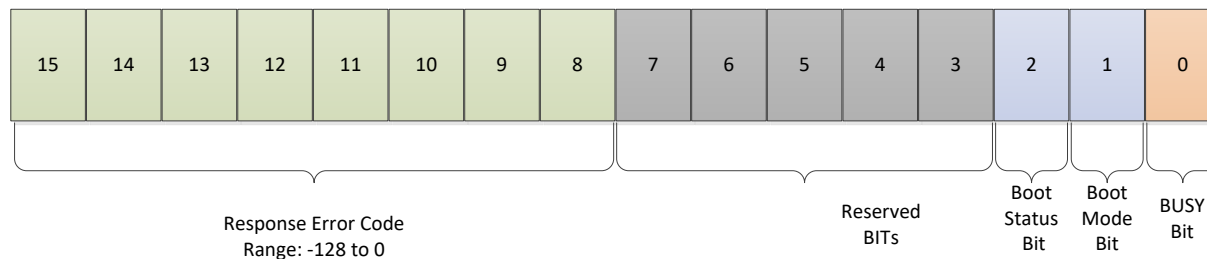 15 14 13 12 11 10 9 8 7 6 5 4 3 2 1 0
Response Error Code
Range: -128 to 0
Reserved
BITs
Boot
Status
Bit
Boot
Mode
Bit
BUSY
Bit